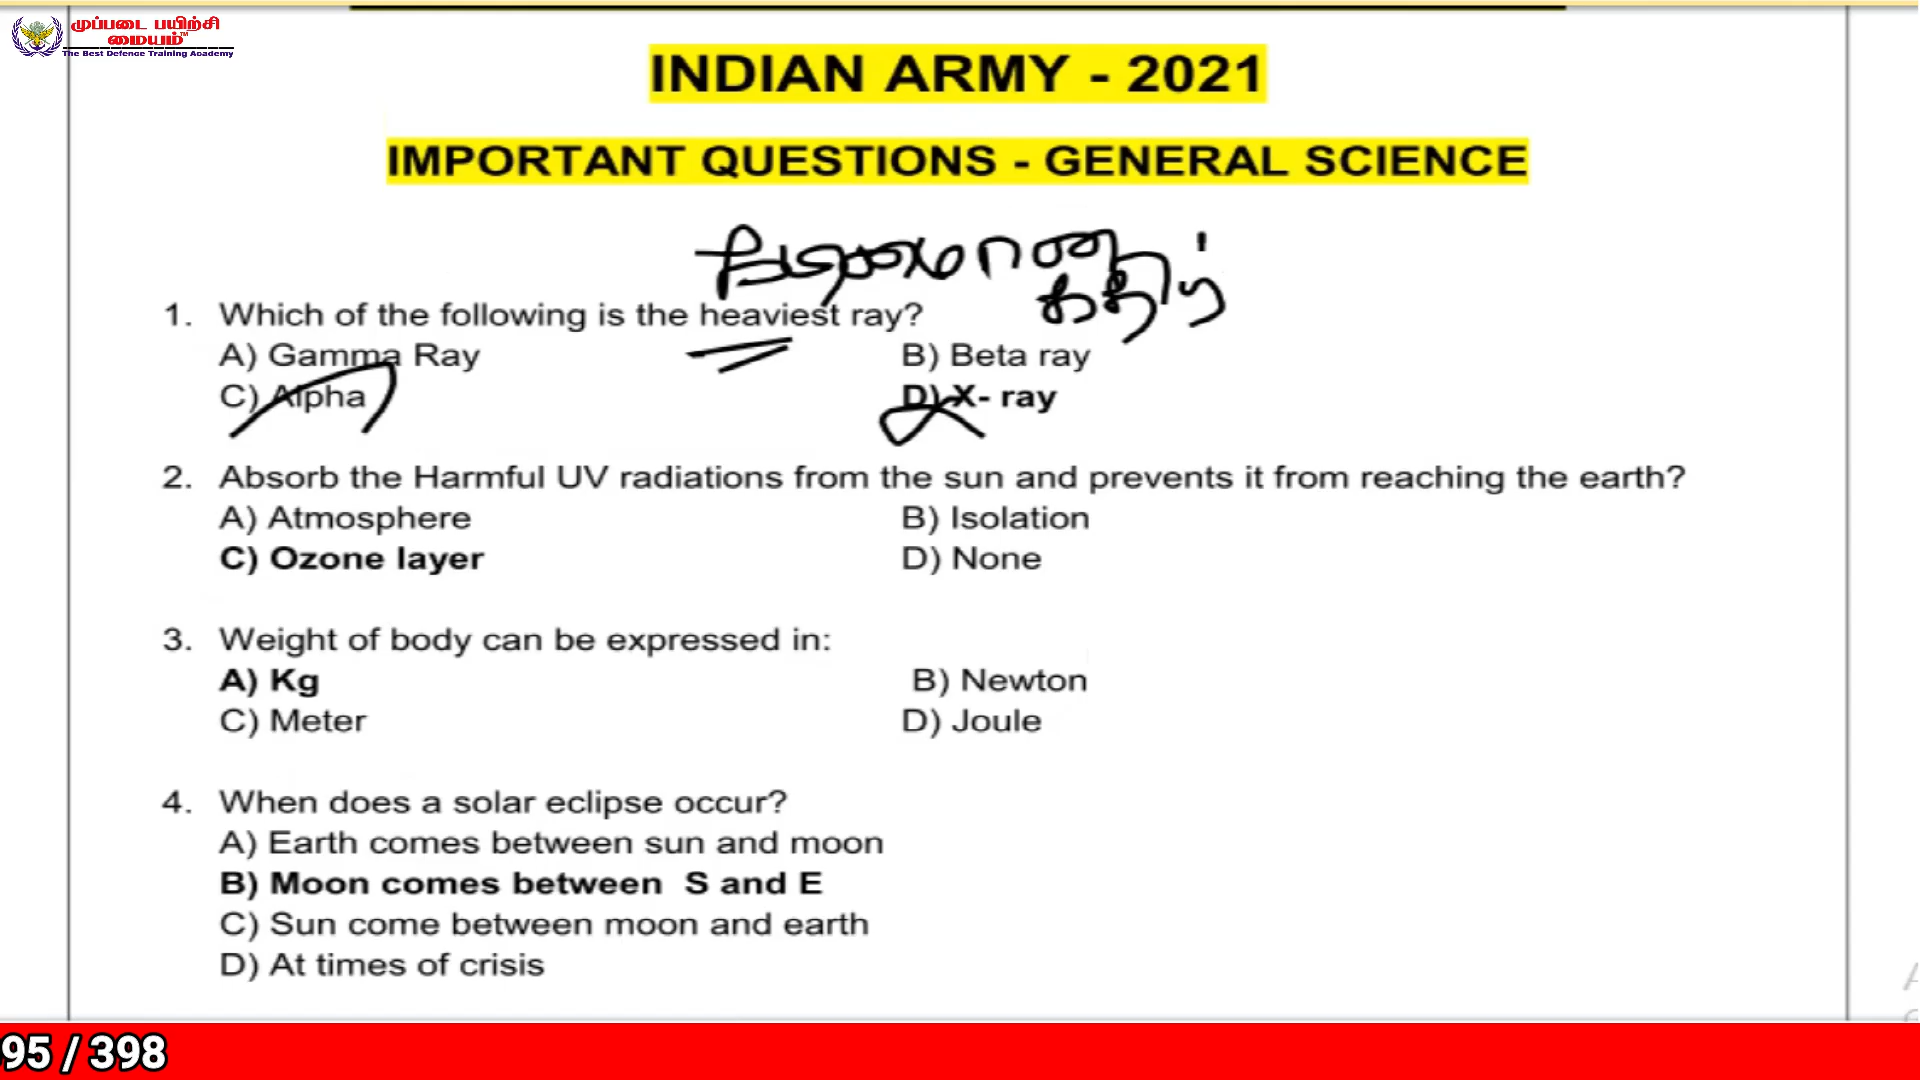 முப்படை பயிற்சி
மையம்™
The Best Defence Training Academy
INDIAN ARMY - 2021
IMPORTANT QUESTIONS - GENERAL SCIENCE
கதிர்
1. Which of the following is the heaviest ray?
A) Gamma Ray B) Beta ray
C) Alpha D) X- ray
2. Absorb the Harmful UV radiations from the sun and prevents it from reaching the earth?
A) Atmosphere B) Isolation
C) Ozone layer D) None
3. Weight of body can be expressed in:
A) Kg B) Newton
C) Meter D) Joule
4. When does a solar eclipse occur?
A) Earth comes between sun and moon
B) Moon comes between S and E
C) Sun come between moon and earth
D) At times of crisis
95 / 398